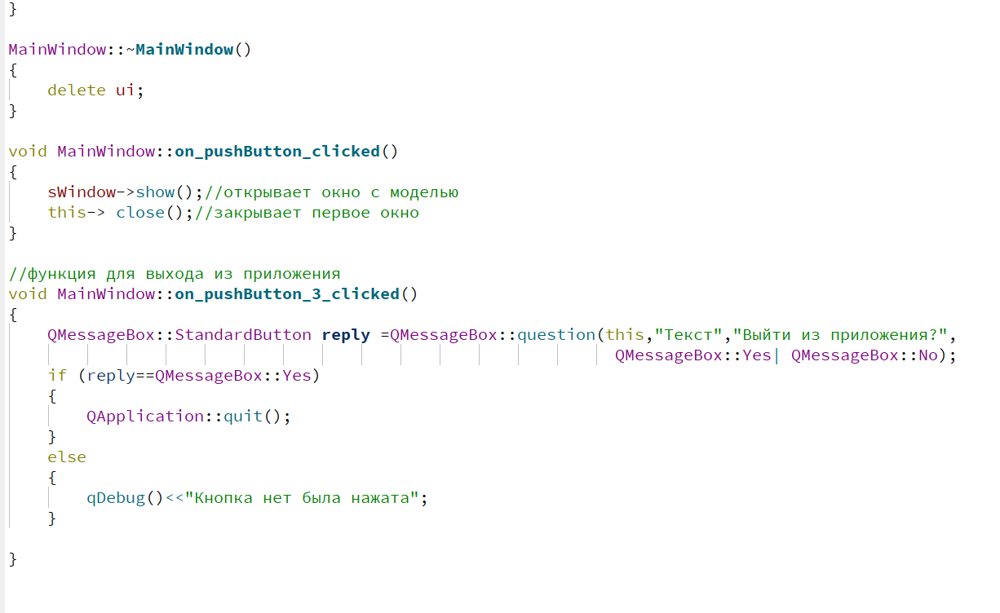 }
MainWindow::~MainWindow()
{
delete ui;
}
void MainWindow::on_pushButton_clicked()
{
sWindow->show();//открывает окно с моделью
this-> close();//закрывает первое окно
}
//функция для выхода из приложения
void MainWindow::on_pushButton_3_clicked()
{
QMessageBox::StandardButton reply =QMessageBox::question(this,"Текст","Выйти из приложения?",
QMessageBox::Yes| QMessageBox::No);
if (reply==QMessageBox::Yes)
{
QApplication::quit();
}
else
{
qDebug()<<"Кнопка нет была нажата";
}
}